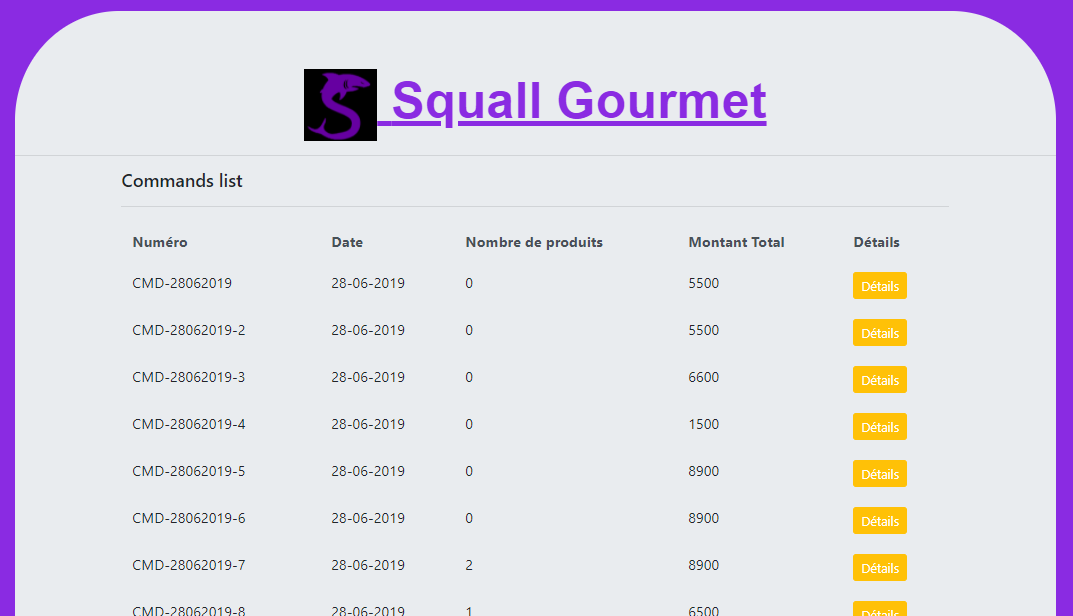 Squall Gourmet
Commands list
Numéro Date Nombre de produits Montant Total Détails
CMD-28062019 28-06-2019 0 5500 Détails
CMD-28062019-2 28-06-2019 0 5500 Détails
CMD-28062019-3 28-06-2019 0 6600 Détails
CMD-28062019-4 28-06-2019 0 1500 Détails
CMD-28062019-5 28-06-2019 0 8900 Détails
CMD-28062019-6 28-06-2019 0 8900 Détails
CMD-28062019-7 28-06-2019 2 8900 Détails
CMD-28062019-8 28-06-2019 1 6500 Détails